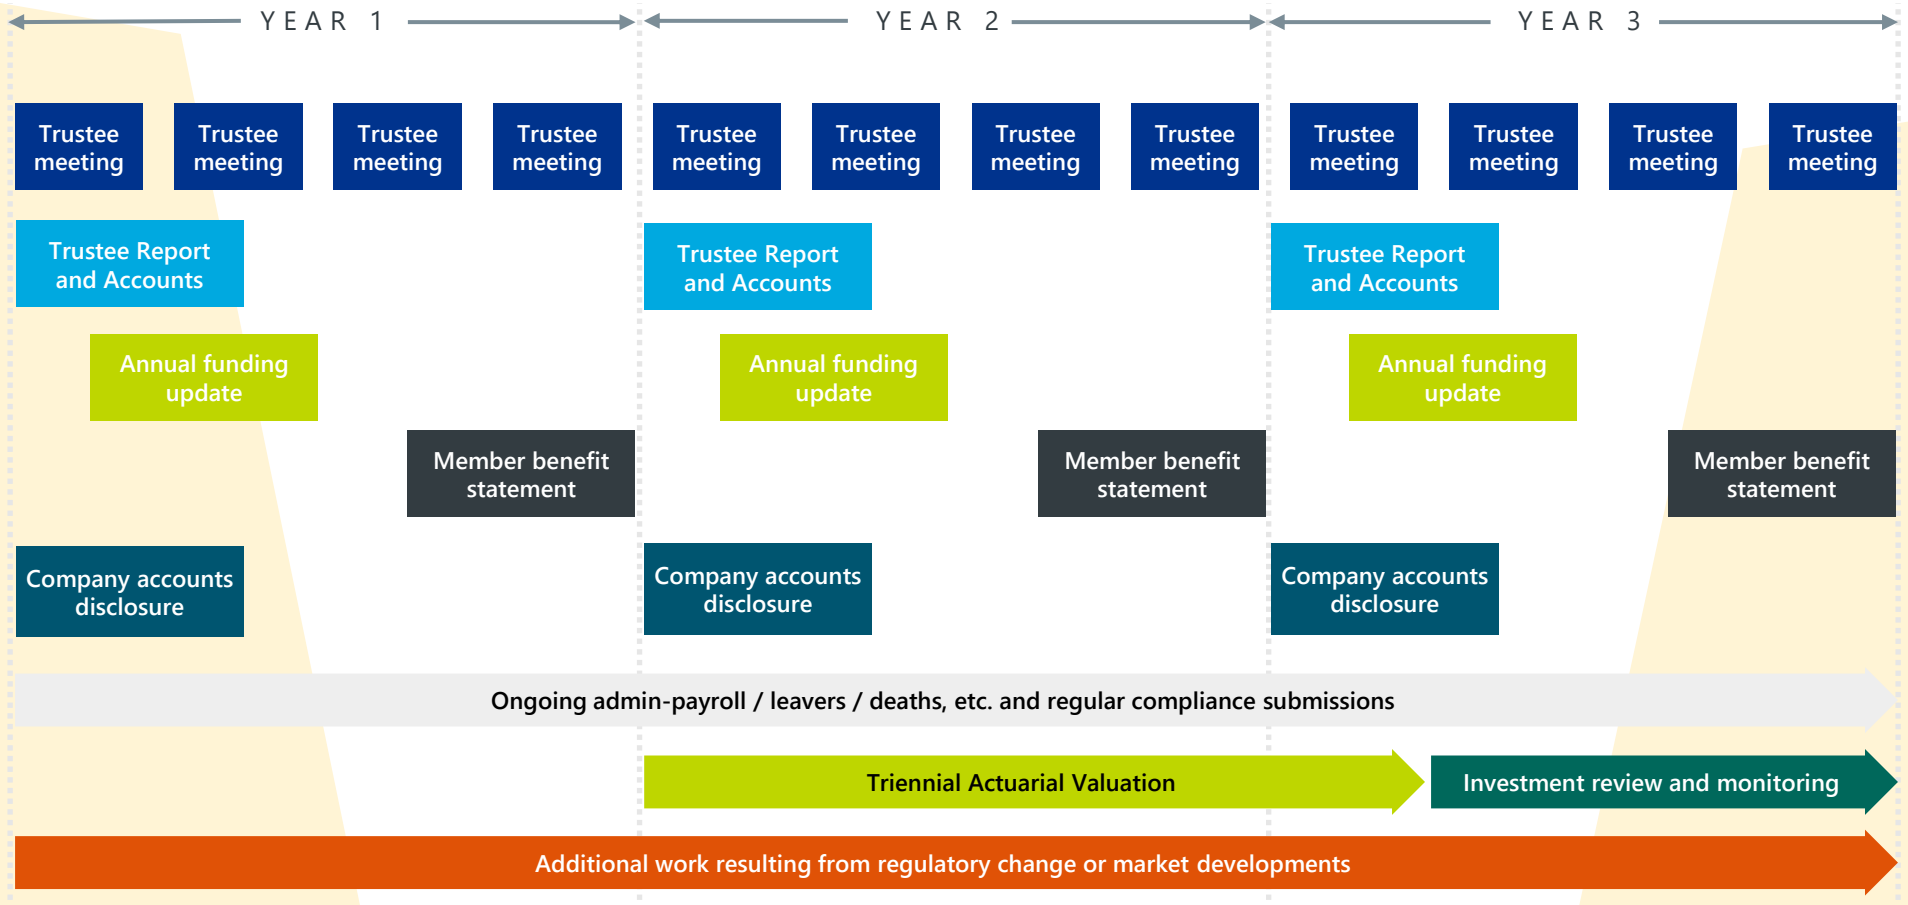 YEAR 1
YEAR 2
YEAR 3
Trustee
meeting
Trustee
meeting
Trustee
meeting
Trustee
meeting
Trustee
meeting
Trustee
meeting
Trustee
meeting
Trustee
meeting
Trustee
meeting
Trustee
meeting
Trustee
meeting
Trustee
meeting
Trustee Report
and Accounts
Trustee Report
and Accounts
Trustee Report
and Accounts
Annual funding
update
Annual funding
update
Annual funding
update
Member benefit
statement
Member benefit
statement
Member benefit
statement
Company accounts
disclosure
Company accounts
disclosure
Company accounts
disclosure
Ongoing admin-payroll / leavers / deaths, etc. and regular compliance submissions
Triennial Actuarial Valuation
Investment review and monitoring
Additional work resulting from regulatory change or market developments